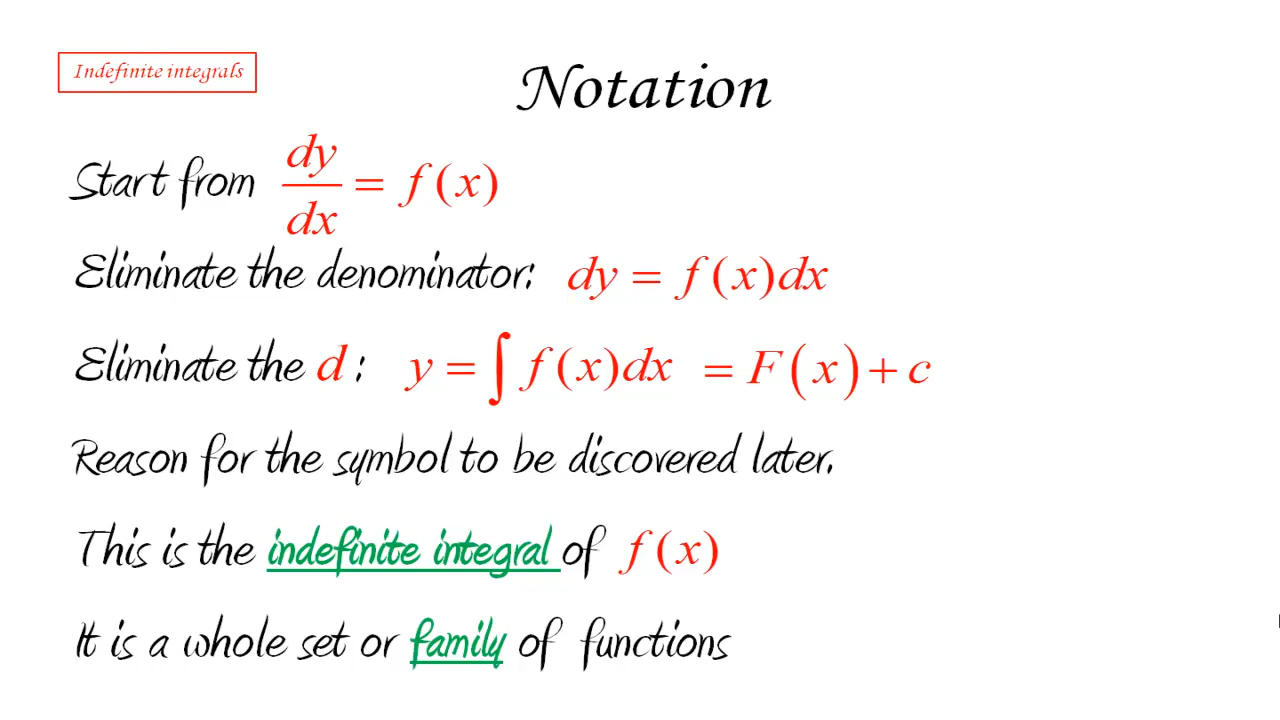 Indefinite integrals
Notation
Start from dy/dx = f(x)
Eliminate the denominator: dy = f(x)dx
Eliminate the d : y = ∫ f(x)dx = F(x) + c
Reason for the symbol to be discovered later.
This is the indefinite integral of f(x)
It is a whole set or family of functions